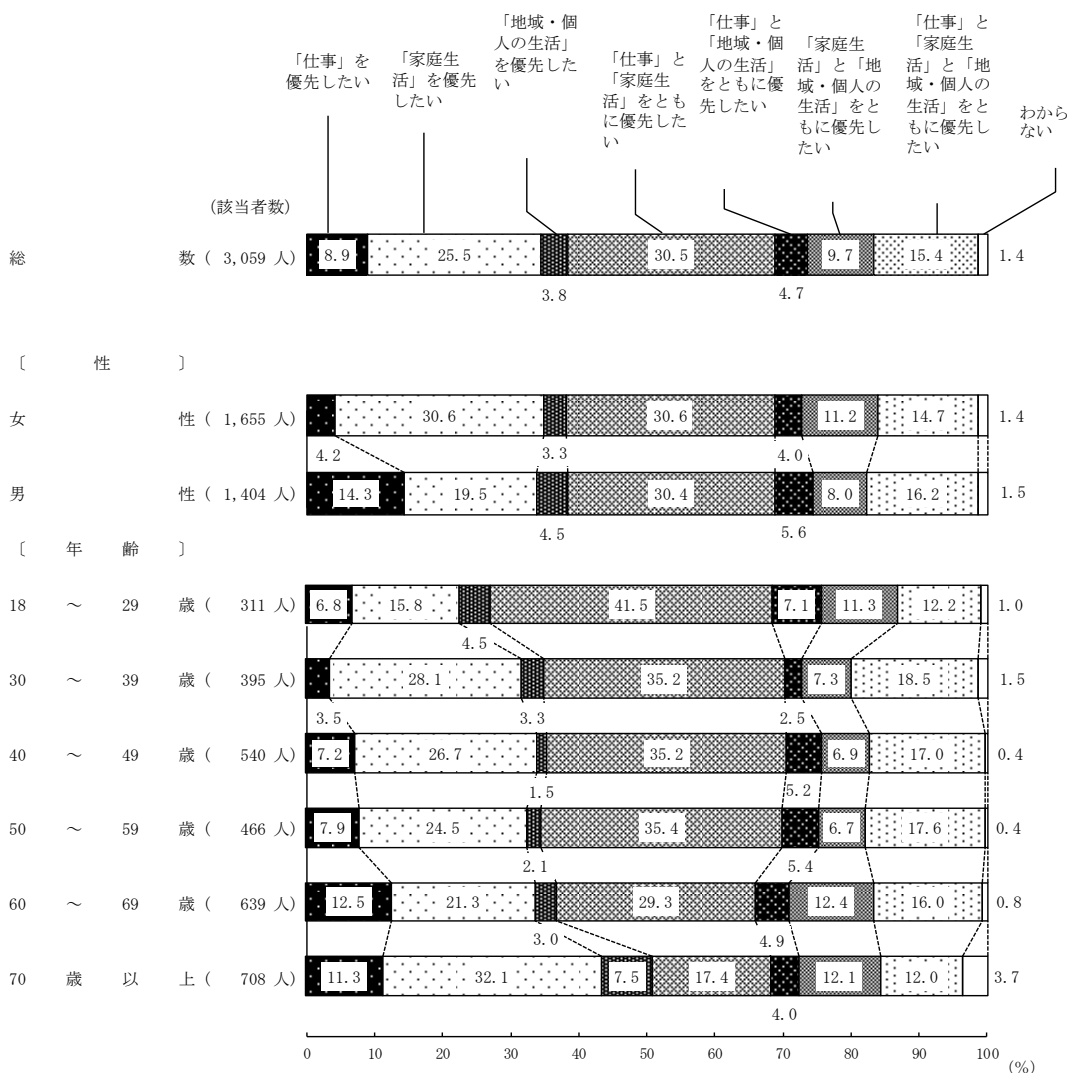 「仕事」を
優先したい
「家庭生
活」を優先
したい
「地域・個
人の生活」
を優先した
い
「仕事」と
「家庭生
活」をとも
に優先した
い
「仕事」と
「地域・個
人の生活」
をともに優
先したい
「家庭生
活」と「地
域・個人の
生活」をと
もに優先し
たい
「仕事」と
「家庭生
活」と「地
域・個人の
生活」をと
もに優先し
たい
わから
ない
(該当者数)
総 数 ( 3,059 人) 8.9 25.5 30.5 9.7 15.4 1.4
3.8 4.7
〔 性 〕
女 性 ( 1,655 人) 30.6 30.6 11.2 14.7 1.4
4.2 3.3 4.0
男 性 ( 1,404 人) 14.3 19.5 30.4 8.0 16.2 1.5
4.5 5.6
〔 年 齢 〕
18 ～ 29 歳 ( 311 人) 6.8 15.8 41.5 7.1 11.3 12.2 1.0
4.5
30 ～ 39 歳 ( 395 人) 28.1 35.2 7.3 18.5 1.5
3.5 3.3 2.5
40 ～ 49 歳 ( 540 人) 7.2 26.7 35.2 6.9 17.0 0.4
1.5 5.2
50 ～ 59 歳 ( 466 人) 7.9 24.5 35.4 6.7 17.6 0.4
2.1 5.4
60 ～ 69 歳 ( 639 人) 12.5 21.3 29.3 12.4 16.0 0.8
3.0 4.9
70 歳 以 上 ( 708 人) 11.3 32.1 7.5 17.4 12.1 12.0 3.7
4.0
0 10 20 30 40 50 60 70 80 90 100
(%)